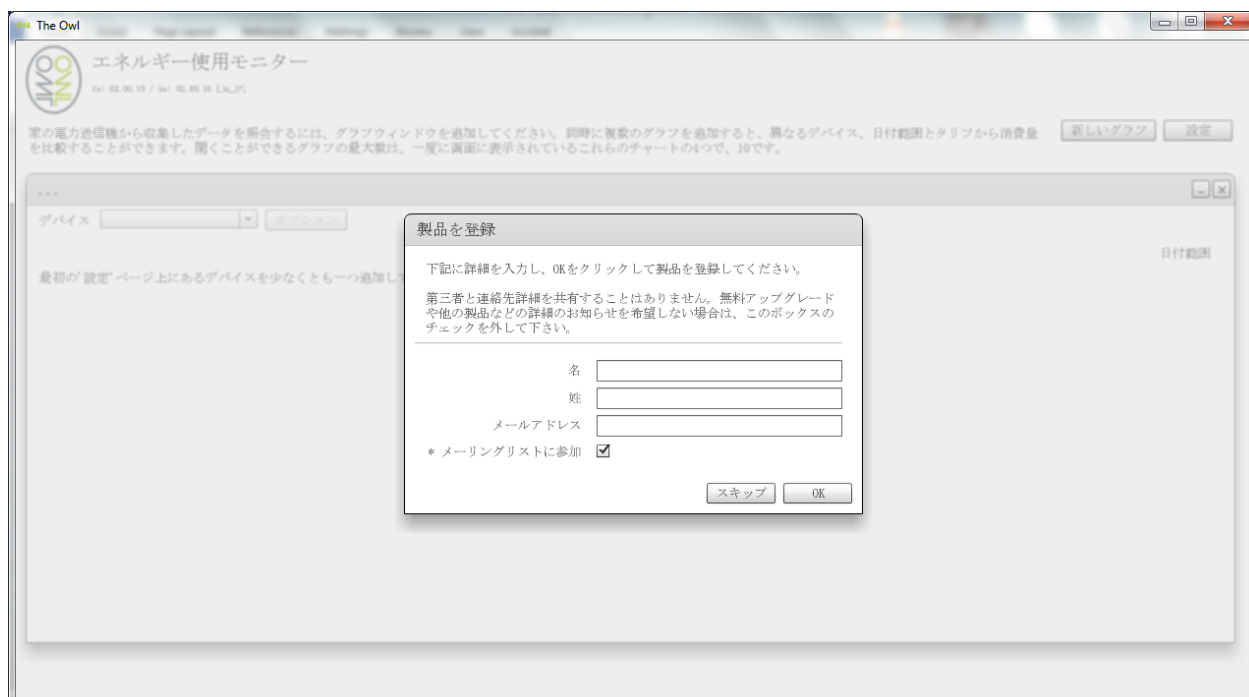 The Owl
エネルギー使用モニター
家の電力送信機から収集したデータを照会するには、グラフウィンドウを追加してください。同時に複数のグラフを追加すると、異なるデバイス、日付範囲とタリフから消費量
を比較することができます。開くことができるグラフの最大数は、一度に画面に表示されているこれらのチャートの4つで、10です。
新しいグラフ
設定
...
デバイス
オプション
日付範囲
最初の'設定'ページ上にあるデバイスを少なくとも一つ追加して
製品を登録
下記に詳細を入力し、OKをクリックして製品を登録してください。
第三者と連絡先詳細を共有することはありません。無料アップグレード
や他の製品などの詳細のお知らせを希望しない場合は、このボックスの
チェックを外して下さい。
名
姓
メールアドレス
* メーリングリストに参加
スキップ
OK